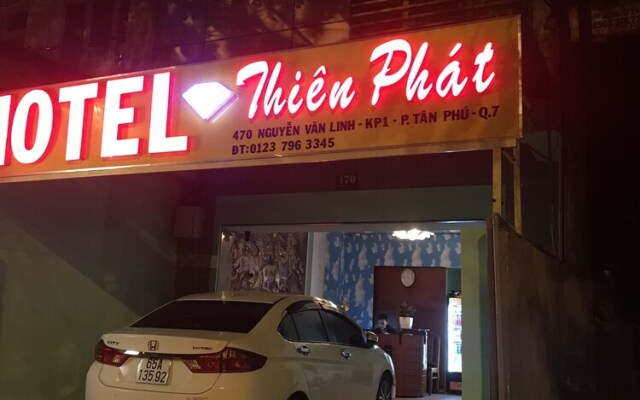 HOTEL Thiên Phát
470 NGUYỄN VĂN LINH - KP1 - P. TÂN PHÚ - Q.7
ĐT:0123 796 3345
470
CITY
65A
135.92